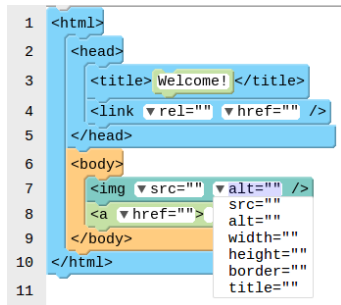 1 <html>
2 <head>
3 <title> Welcome! </title>
4 <link ▼rel="" ▼href="" />
5 </head>
6 <body>
7 <img ▼src="" ▼alt="" />
8 <a ▼href="">
9 </body>
10 </html>
11
src=""
alt=""
width=""
height=""
border=""
title=""